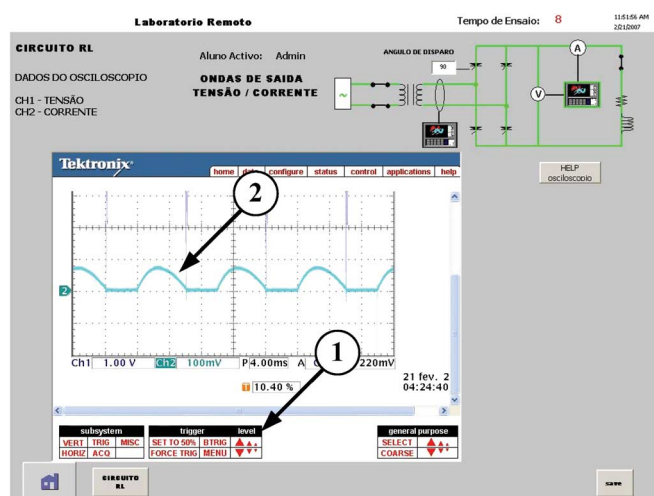 Laboratorio Remoto
Tempo de Ensaio: 8
11:51:56 AM
2/21/2007
CIRCUITO RL
Aluno Activo: Admin
ANGULO DE DISPARO
90
DADOS DO OSCILOSCOPIO
ONDAS DE SAIDA
TENSÃO / CORRENTE
CH1 - TENSÃO
CH2 - CORRENTE
A
V
Tektronix
home configure status control applications help
HELP
osciloscopio
2
2
1
Ch1 1.00 V Ch2 100mV P 4.00ms A 220mV
T 10.40 %
21 fev. 2
04:24:40
subsystem trigger level general purpose
VERT TRIG MISC SET TO 50% BTRIG SELECT
HORIZ ACQ FORCE TRIG MENU COARSE
CIRCUITO
RL
save